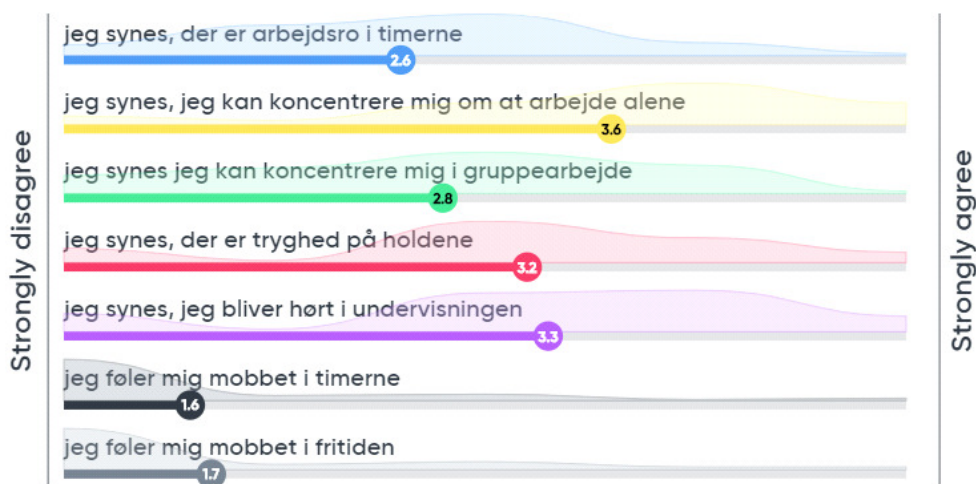 jeg synes, der er arbejdsro i timerne
2.6
jeg synes, jeg kan koncentrere mig om at arbejde alene
3.6
jeg synes jeg kan koncentrere mig i gruppearbejde
2.8
jeg synes, der er tryghed på holdene
3.2
jeg synes, jeg bliver hørt i undervisningen
3.3
jeg føler mig mobbet i timerne
1.6
jeg føler mig mobbet i fritiden
1.7
Strongly disagree
Strongly agree